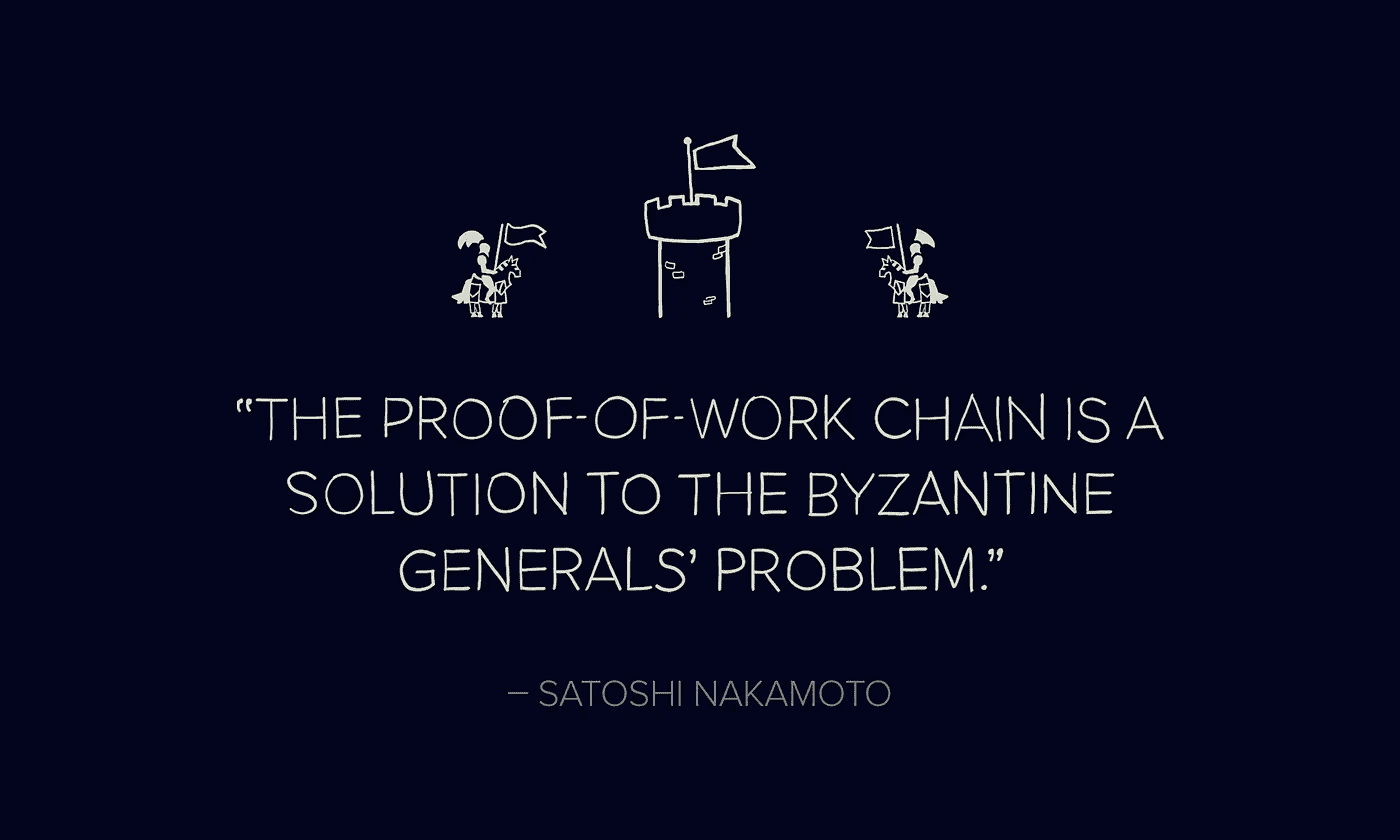 “THE PROOF-OF-WORK CHAIN IS A
SOLUTION TO THE BYZANTINE
GENERALS’ PROBLEM.”
– SATOSHI NAKAMOTO